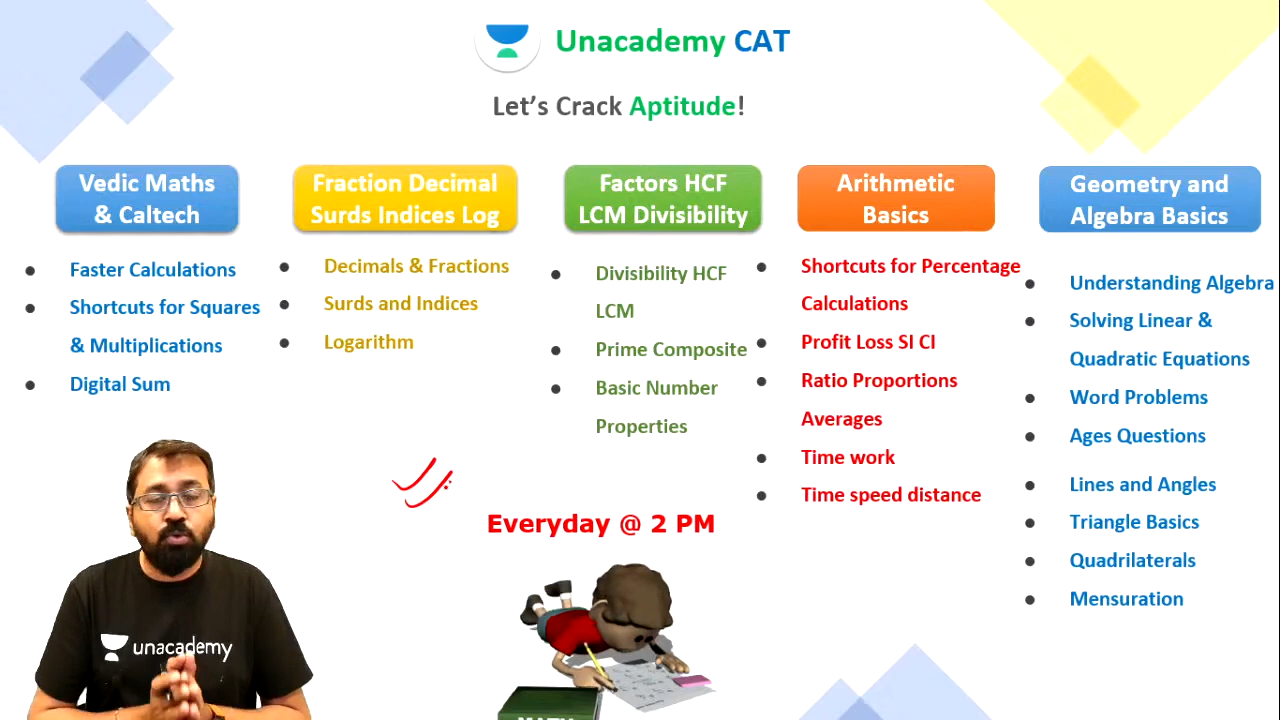 Unacademy CAT
Let's Crack Aptitude!
Vedic Maths
& Caltech
Faster Calculations
Shortcuts for Squares
& Multiplications
Digital Sum
Fraction Decimal
Surds Indices Log
Decimals & Fractions
Surds and Indices
Logarithm
Factors HCF
LCM Divisibility
Divisibility HCF
LCM
Prime Composite
Basic Number
Properties
Arithmetic
Basics
Shortcuts for Percentage
Calculations
Profit Loss SI CI
Ratio Proportions
Averages
Time work
Time speed distance
Geometry and
Algebra Basics
Understanding Algebra
Solving Linear &
Quadratic Equations
Word Problems
Ages Questions
Lines and Angles
Triangle Basics
Quadrilaterals
Mensuration
Everyday @ 2 PM
unacademy
MATH